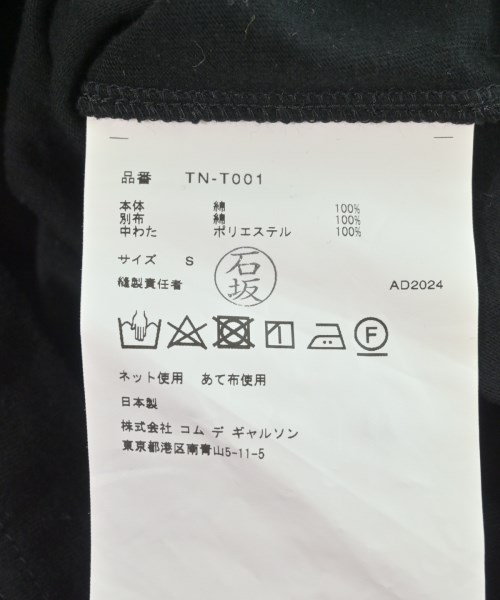 品番 TN-T001
本体 綿 100%
別布 綿 100%
中わた ポリエステル 100%
サイズ S
石坂
縫製責任者 AD2024
F
ネット使用 あて布使用
日本製
株式会社 コム デ ギャルソン
東京都港区南青山5-11-5